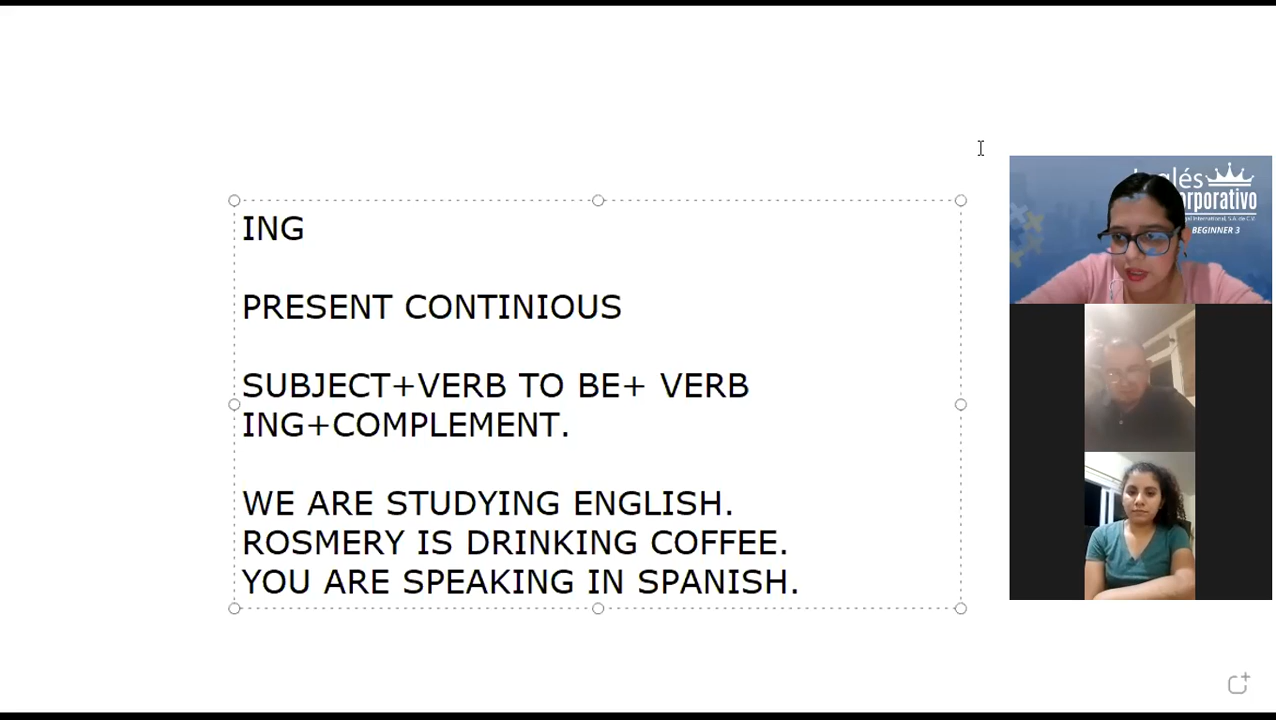 ING
PRESENT CONTINIOUS
SUBJECT+VERB TO BE+ VERB
ING+COMPLEMENT.
WE ARE STUDYING ENGLISH.
ROSMERY IS DRINKING COFFEE.
YOU ARE SPEAKING IN SPANISH.
BEGINNER 3